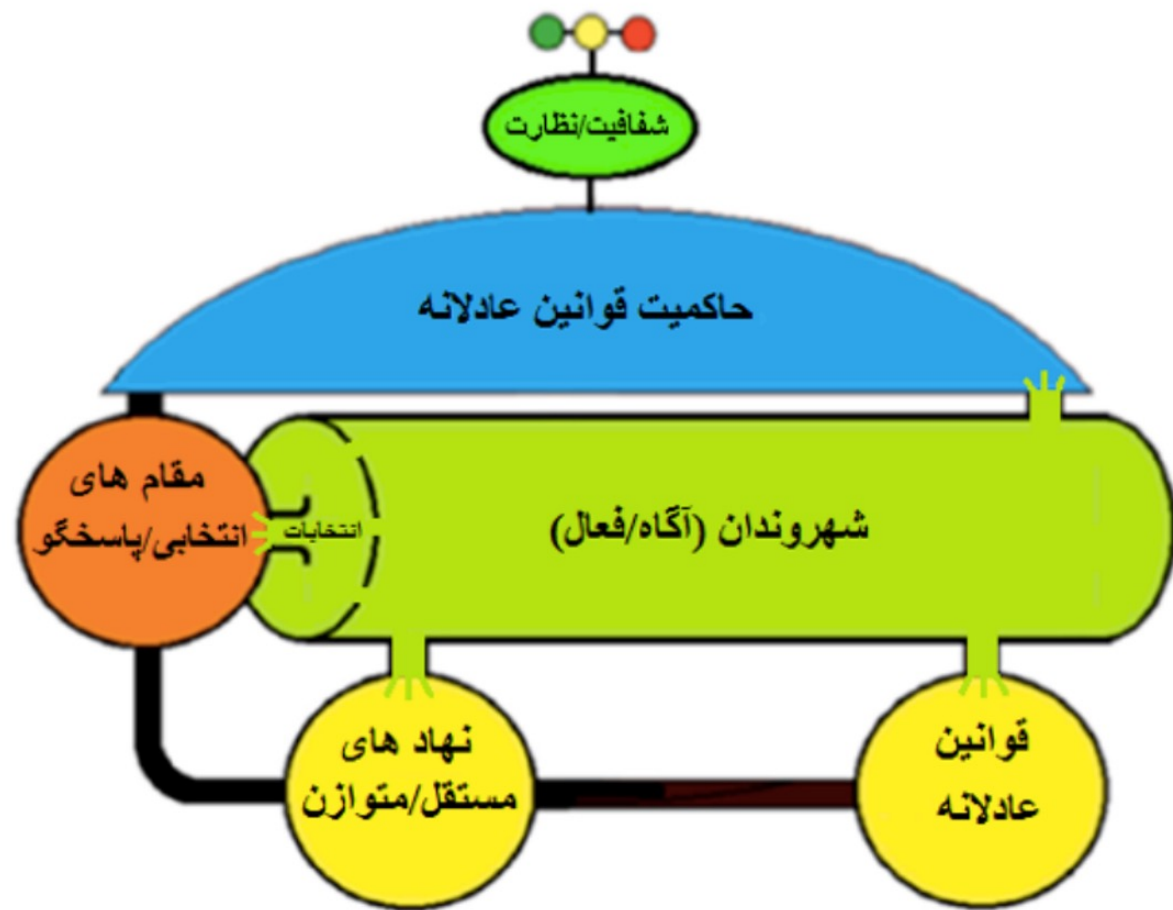 شفافیت/نظارت
حاکمیت قوانین عادلانه
مقام های
انتخابی/پاسخگو
انتخابات
شهروندان (آگاه/فعال)
نهاد های
مستقل/متوازن
قوانین
عادلانه